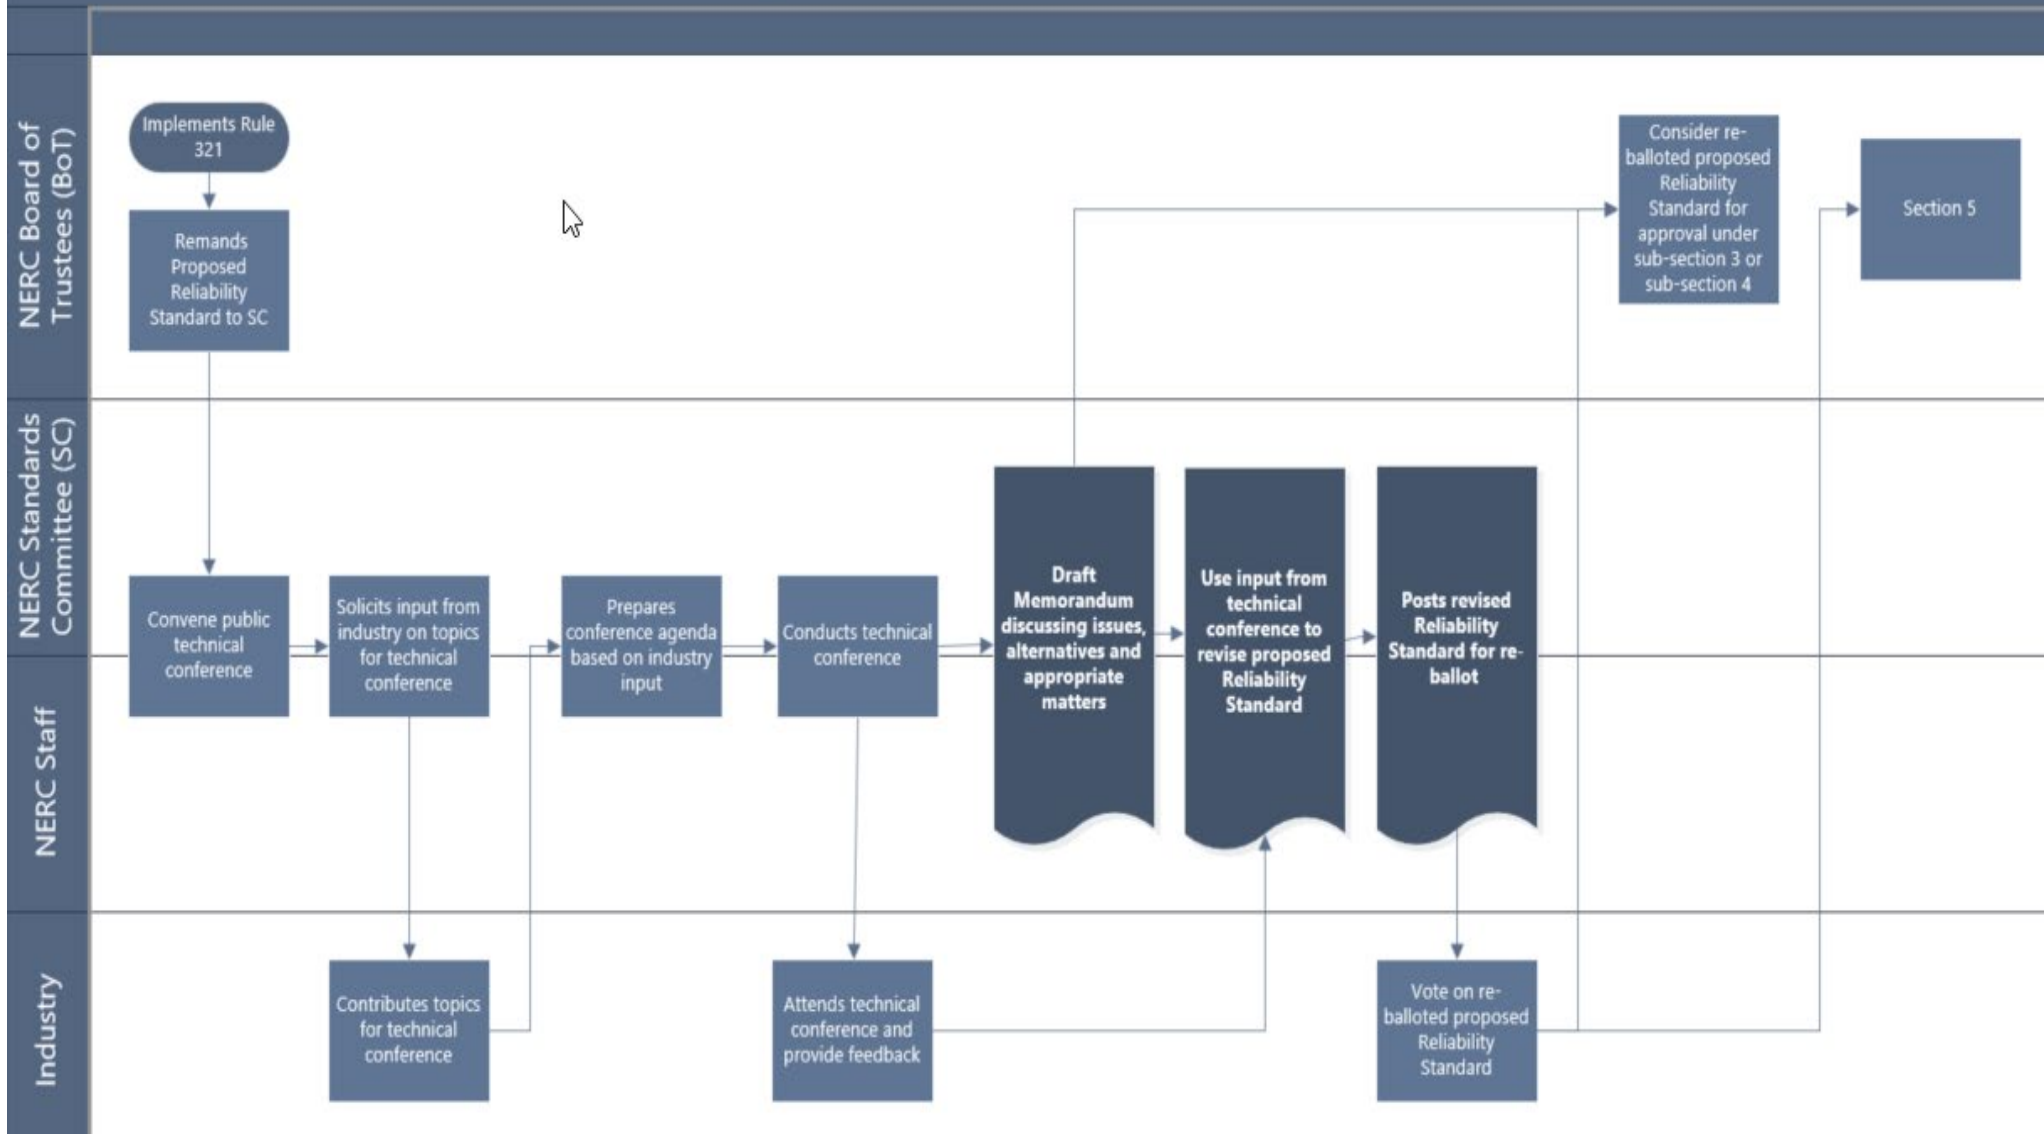 NERC Board of
Trustees (BoT)
Implements Rule
321
Remands
Proposed
Reliability
Standard to SC
Consider re-
balloted proposed
Reliability
Standard for
approval under
sub-section 3 or
sub-section 4
Section 5
NERC Standards
Committee (SC)
Convene public
technical
conference
Solicits input from
industry on topics
for technical
conference
Prepares
conference agenda
based on industry
input
Conducts technical
conference
Draft
Memorandum
discussing issues,
alternatives and
appropriate
matters
Use input from
technical
conference to
revise proposed
Reliability
Standard
Posts revised
Reliability
Standard for re-
ballot
NERC Staff
Industry
Contributes topics
for technical
conference
Attends technical
conference and
provide feedback
Vote on re-
balloted proposed
Reliability
Standard